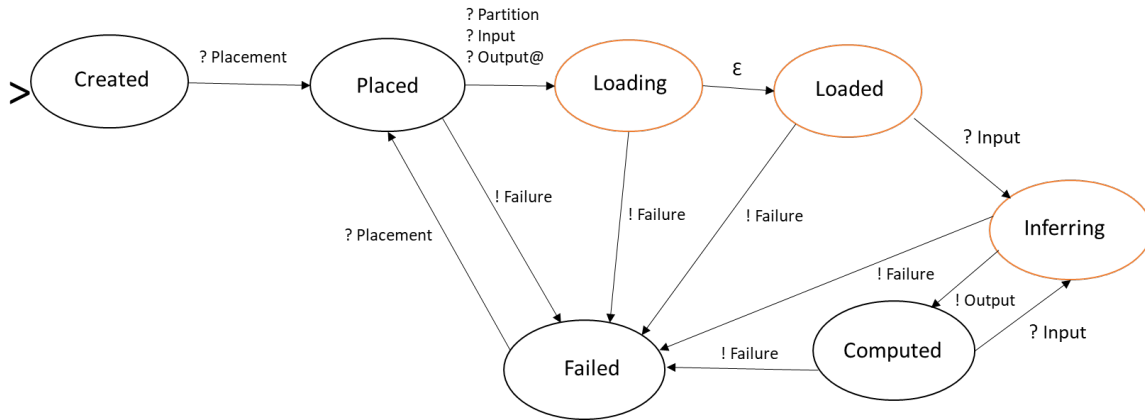 ? Partition
? Input
? Output@
? Placement
Created
Placed
Loading
ε
Loaded
>
? Input
! Failure
! Failure
! Failure
? Placement
Inferring
! Failure
! Output
? Input
! Failure
Computed
Failed